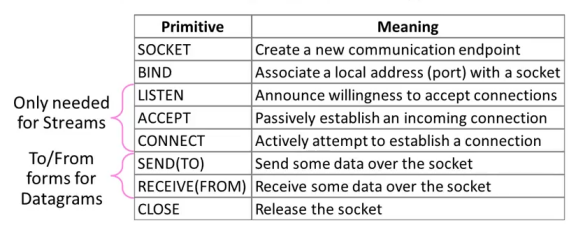 Primitive Meaning
SOCKET Create a new communication endpoint
BIND Associate a local address (port) with a socket
Only needed
for Streams
LISTEN Announce willingness to accept connections
ACCEPT Passively establish an incoming connection
CONNECT Actively attempt to establish a connection
To/From
forms for
Datagrams
SEND(TO) Send some data over the socket
RECEIVE(FROM) Receive some data over the socket
CLOSE Release the socket